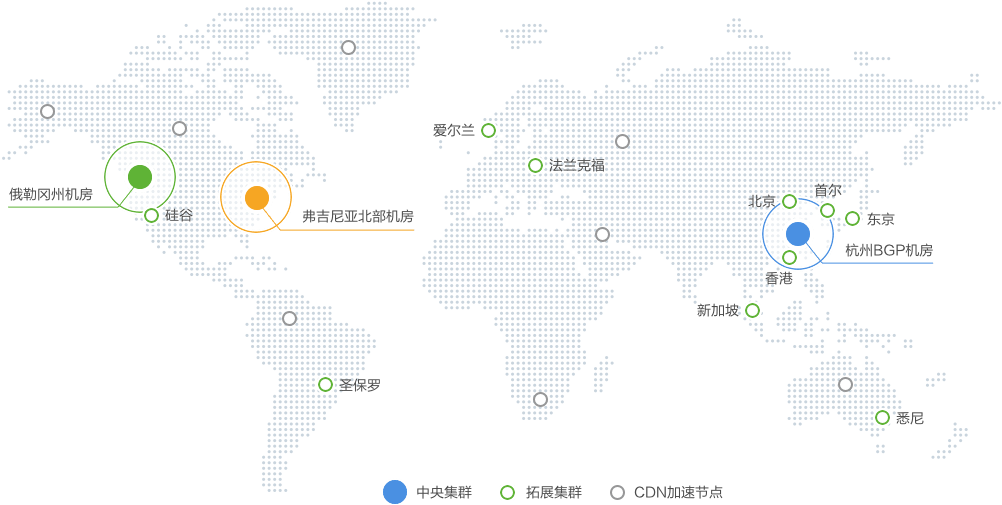 爱尔兰
法兰克福
俄勒冈州机房
硅谷
弗吉尼亚北部机房
北京
首尔
东京
杭州BGP机房
香港
新加坡
圣保罗
悉尼
中央集群
拓展集群
CDN加速节点